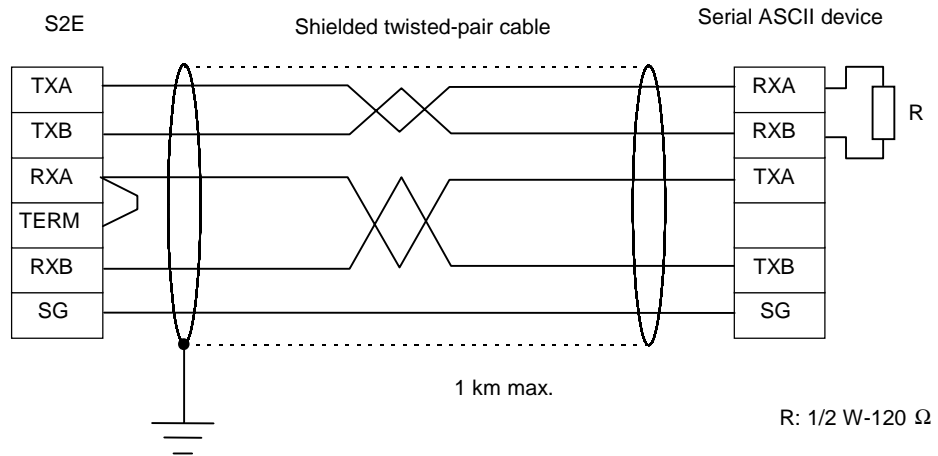 S2E
Shielded twisted-pair cable
Serial ASCII device
TXA
TXB
RXA
TERM
RXB
SG
RXA
RXB
TXA
TXB
SG
R
1 km max.
R: 1/2 W-120 Ω